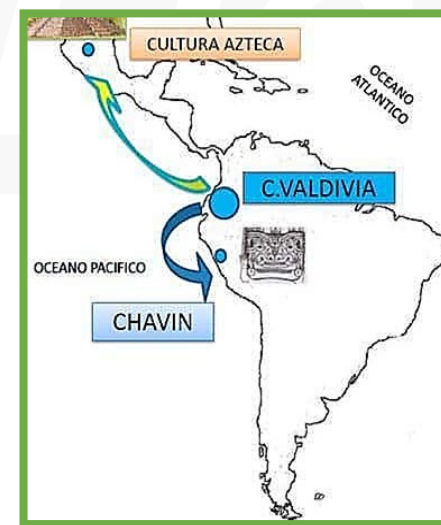 CULTURA AZTECA
OCEANO
ATLANTICO
C.VALDIVIA
OCEANO PACIFICO
CHAVIN